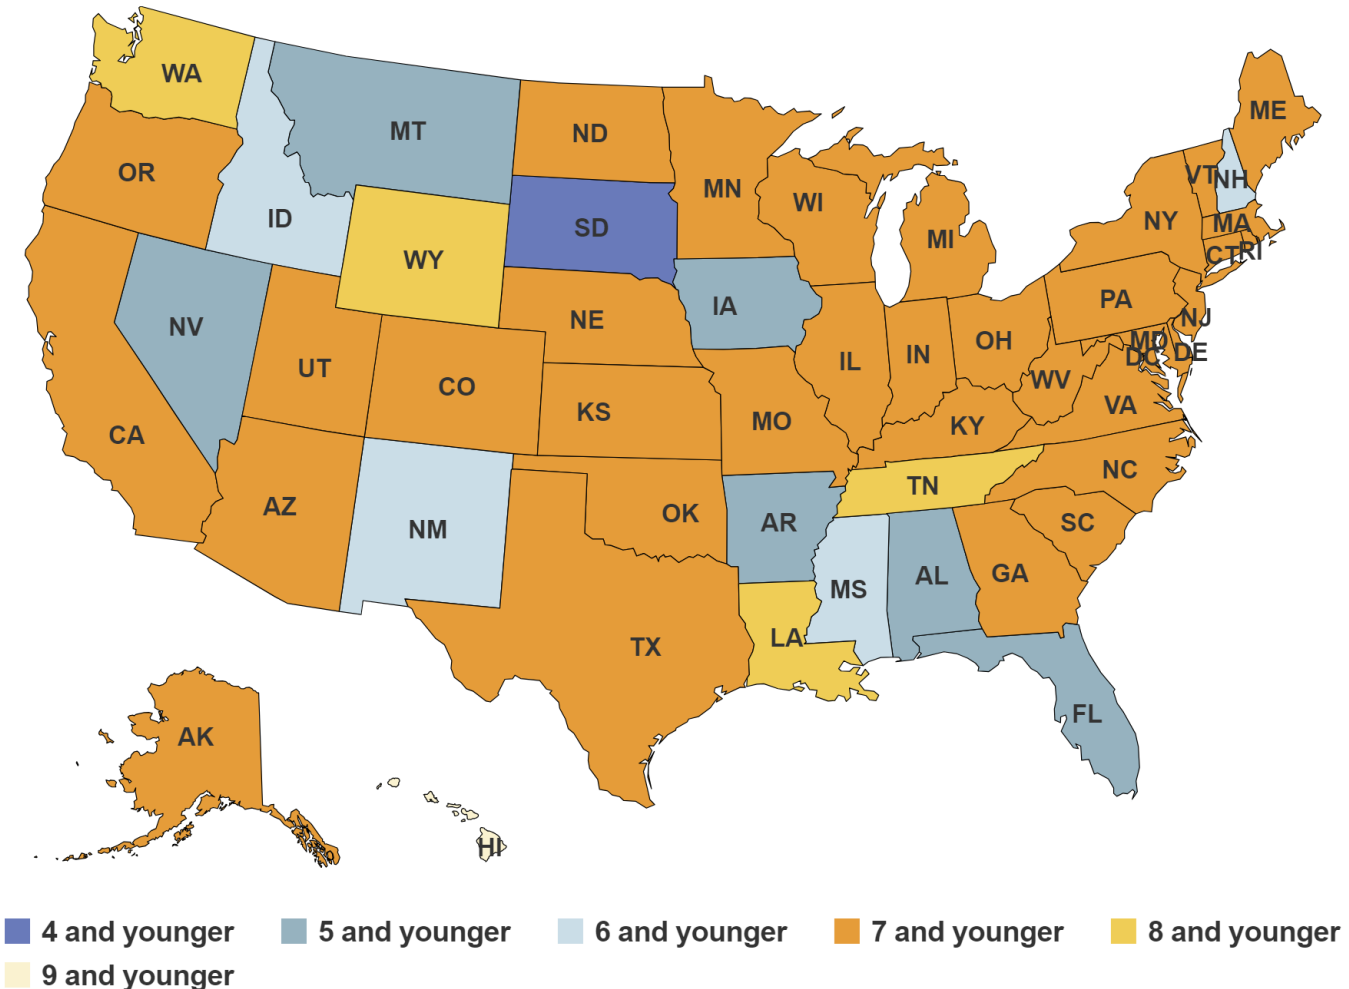 WA
MT
ND
ME
OR
ID
MN
VT
NH
WI
SD
NY
MA
MI
WY
CT
RI
PA
IA
NE
NJ
NV
MD
OH
IN
DE
DC
IL
UT
CO
WV
KS
VA
MO
KY
CA
NC
TN
AZ
OK
AR
SC
NM
GA
AL
MS
LA
TX
FL
AK
HI
4 and younger
5 and younger
6 and younger
7 and younger
8 and younger
9 and younger